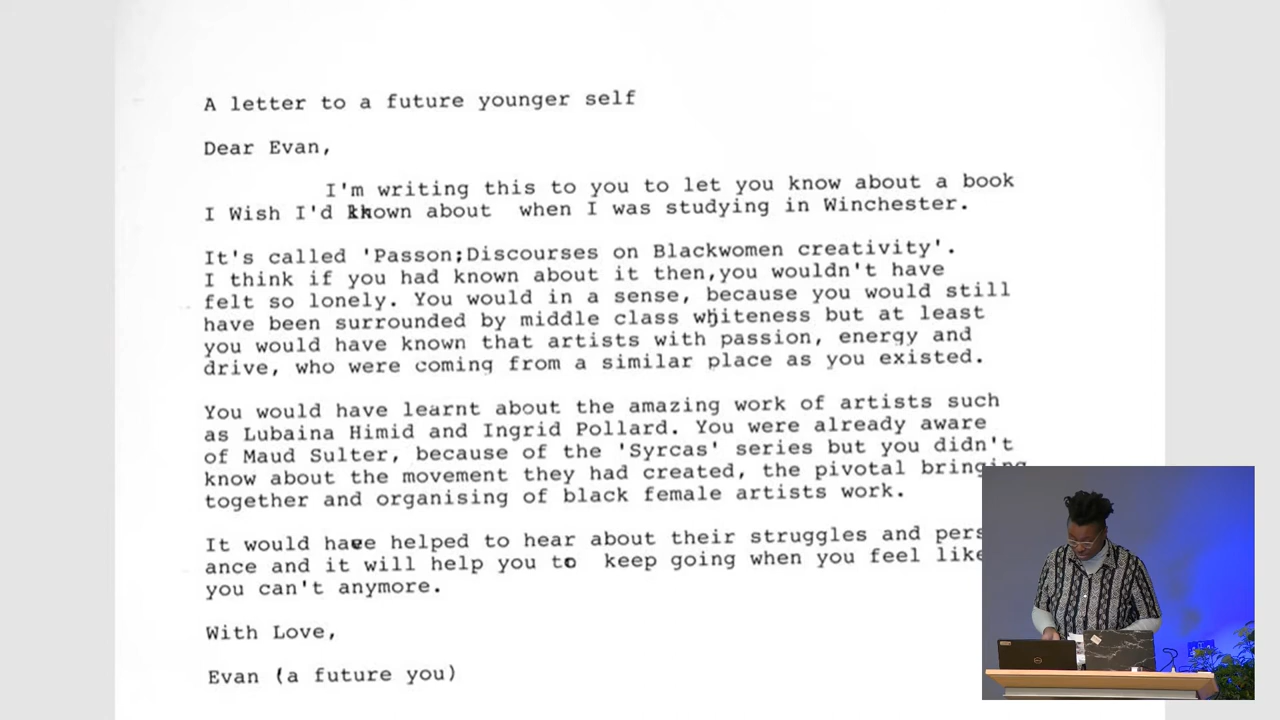 A letter to a future younger self
Dear Evan,
I'm writing this to you to let you know about a book
I Wish I'd known about when I was studying in Winchester.
It's called 'Passon;Discourses on Blackwomen creativity'.
I think if you had known about it then,you wouldn't have
felt so lonely. You would in a sense, because you would still
have been surrounded by middle class whiteness but at least
you would have known that artists with passion, energy and
drive, who were coming from a similar place as you existed.
You would have learnt about the amazing work of artists such
as Lubaina Himid and Ingrid Pollard. You were already aware
of Maud Sulter, because of the 'Syrcas' series but you didn't
know about the movement they had created, the pivotal bringing
together and organising of black female artists work.
It would have helped to hear about their struggles and pers
ance and it will help you to keep going when you feel like
you can't anymore.
With Love,
Evan (a future you)